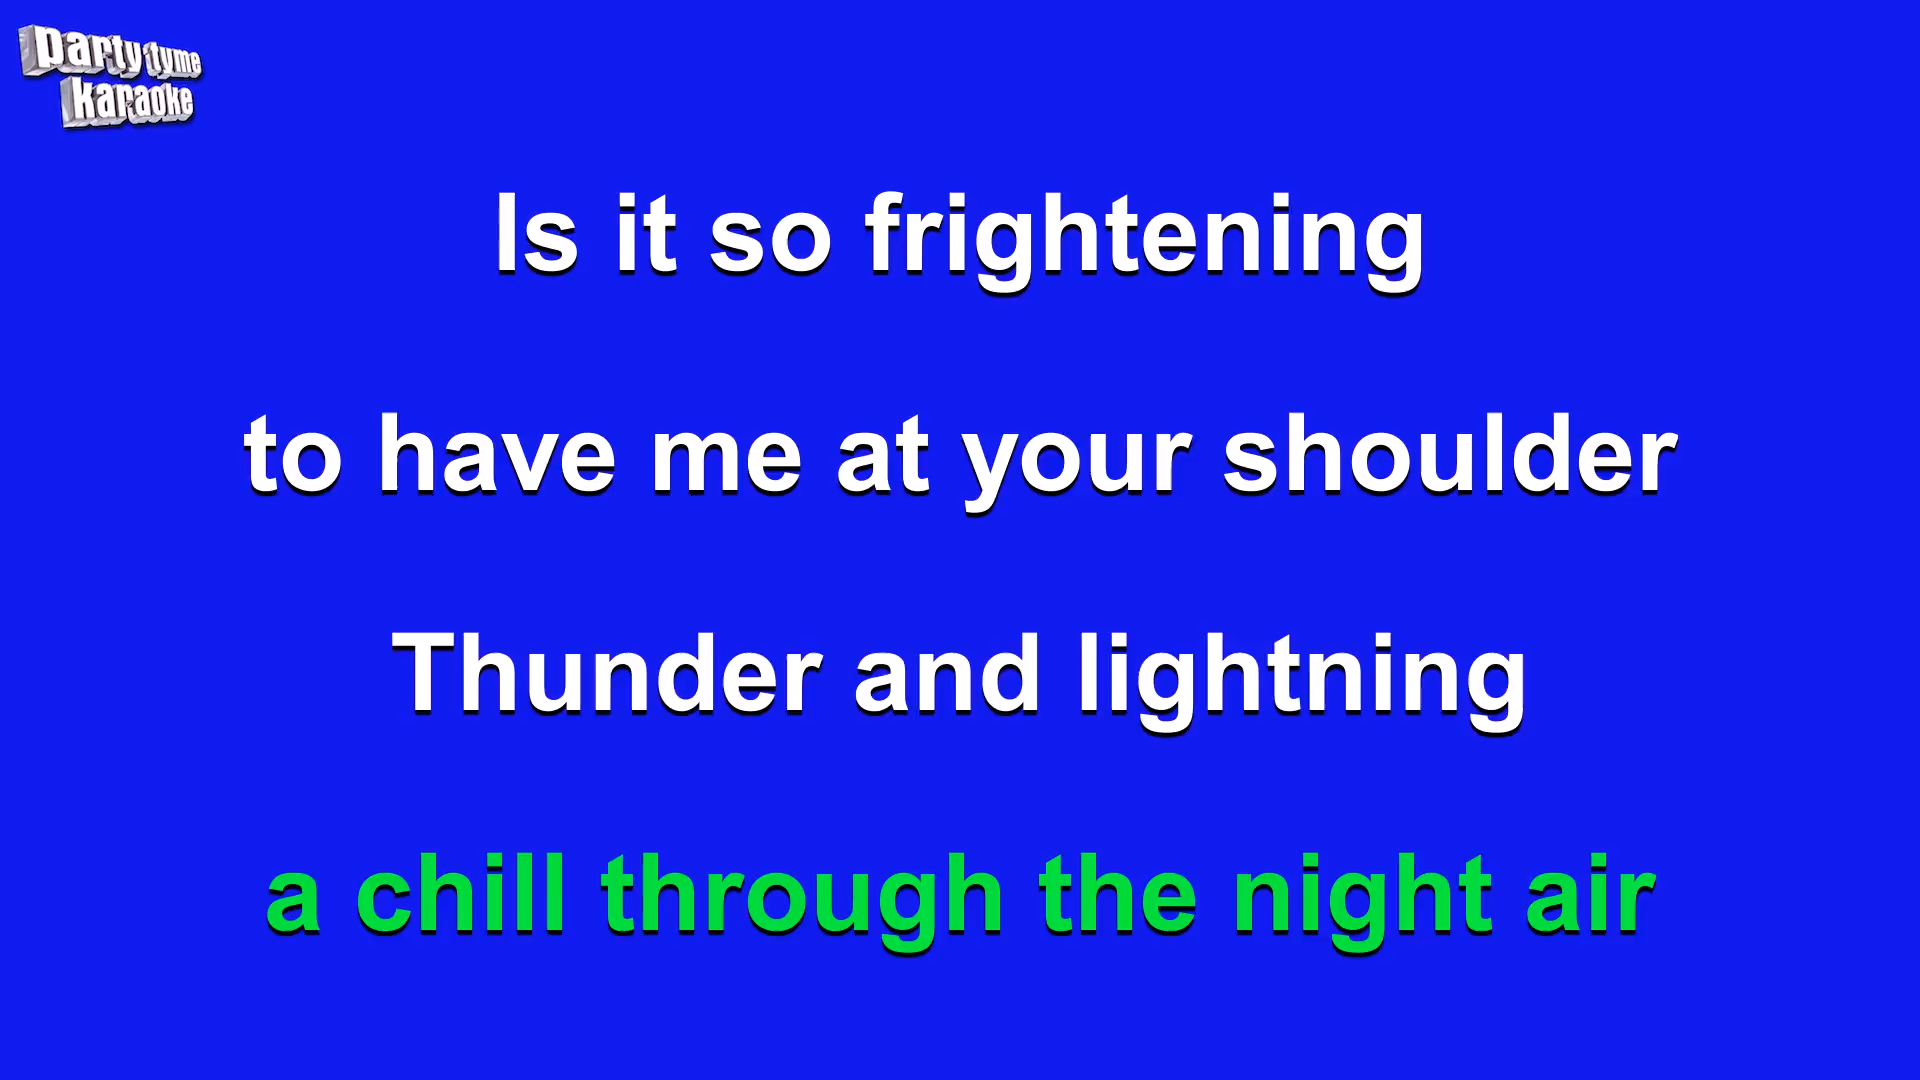 party tyme
karaoke
Is it so frightening
to have me at your shoulder
Thunder and lightning
a chill through the night air